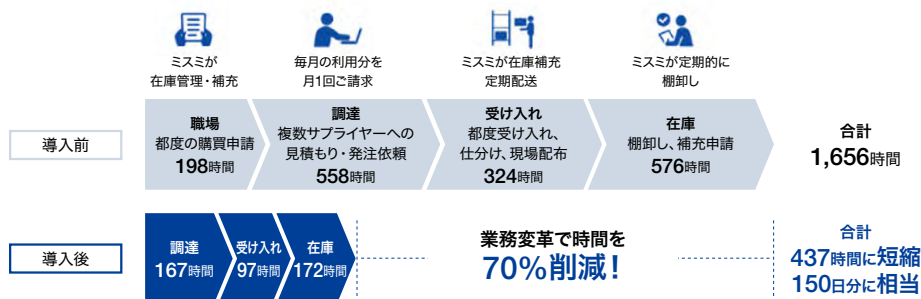 ミスミが
在庫管理・補充
毎月の利用分を
月1回ご請求
ミスミが在庫補充
定期配送
ミスミが定期的に
棚卸し
導入前
職場
都度の購買申請
198時間
調達
複数サプライヤーへの
見積もり・発注依頼
558時間
受け入れ
都度受け入れ、
仕分け、現場配布
324時間
在庫
棚卸し、補充申請
576時間
合計
1,656時間
導入後
調達
167時間
受け入れ
97時間
在庫
172時間
業務変革で時間を
70%削減!
合計
437時間に短縮
150日分に相当